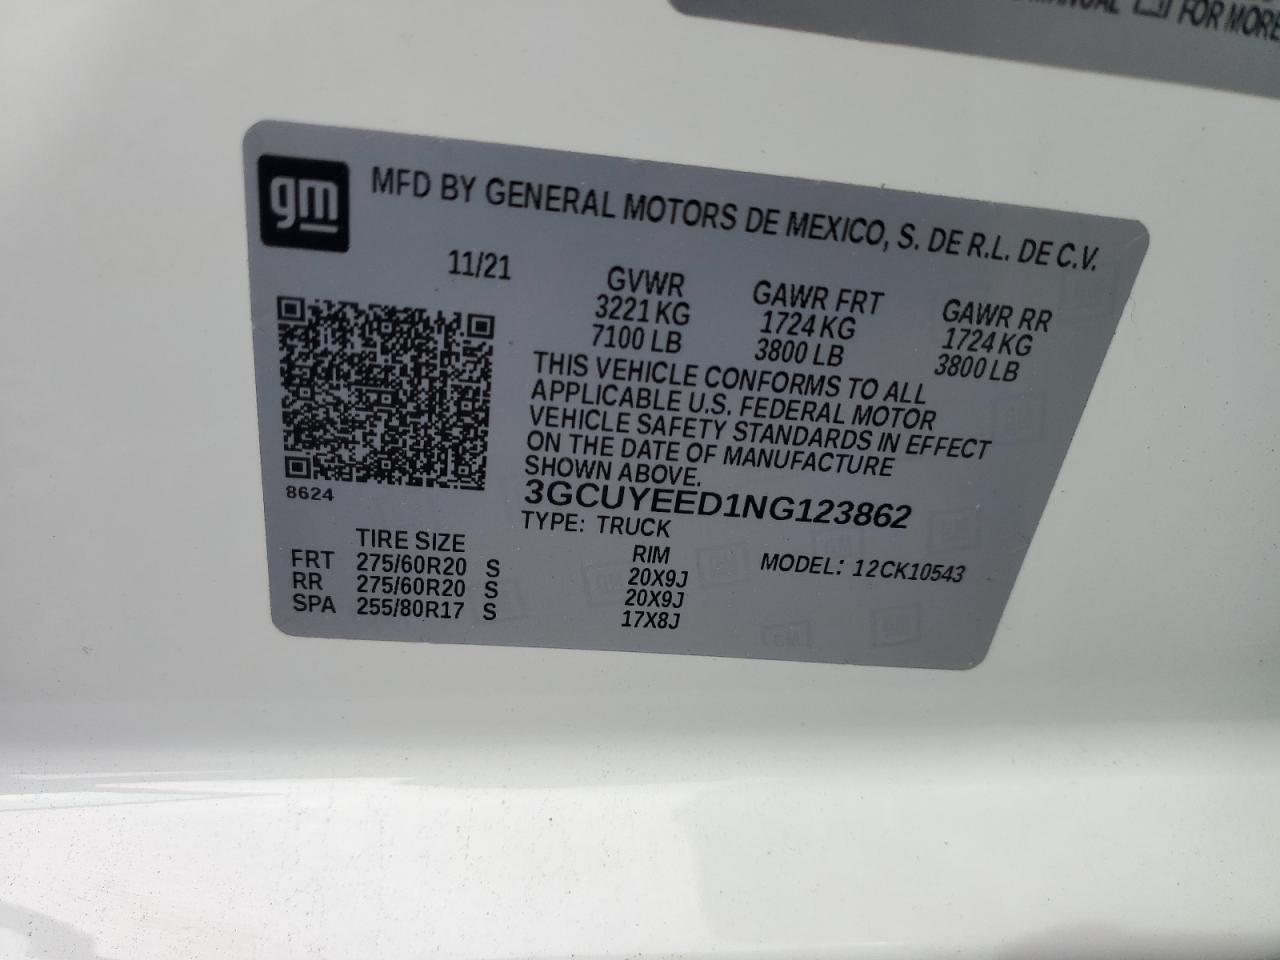 MANUAL FOR MORE
gm
MFD BY GENERAL MOTORS DE MEXICO, S. DE R.L. DE C.V.
11/21
GVWR GAWR FRT GAWR RR
3221 KG 1724 KG 1724 KG
7100 LB 3800 LB 3800 LB
THIS VEHICLE CONFORMS TO ALL
APPLICABLE U.S. FEDERAL MOTOR
VEHICLE SAFETY STANDARDS IN EFFECT
ON THE DATE OF MANUFACTURE
SHOWN ABOVE.
8624
3GCUYEED1NG123862
TYPE: TRUCK
TIRE SIZE RIM MODEL: 12CK10543
FRT 275/60R20 S 20X9J
RR 275/60R20 S 20X9J
SPA 255/80R17 S 17X8J